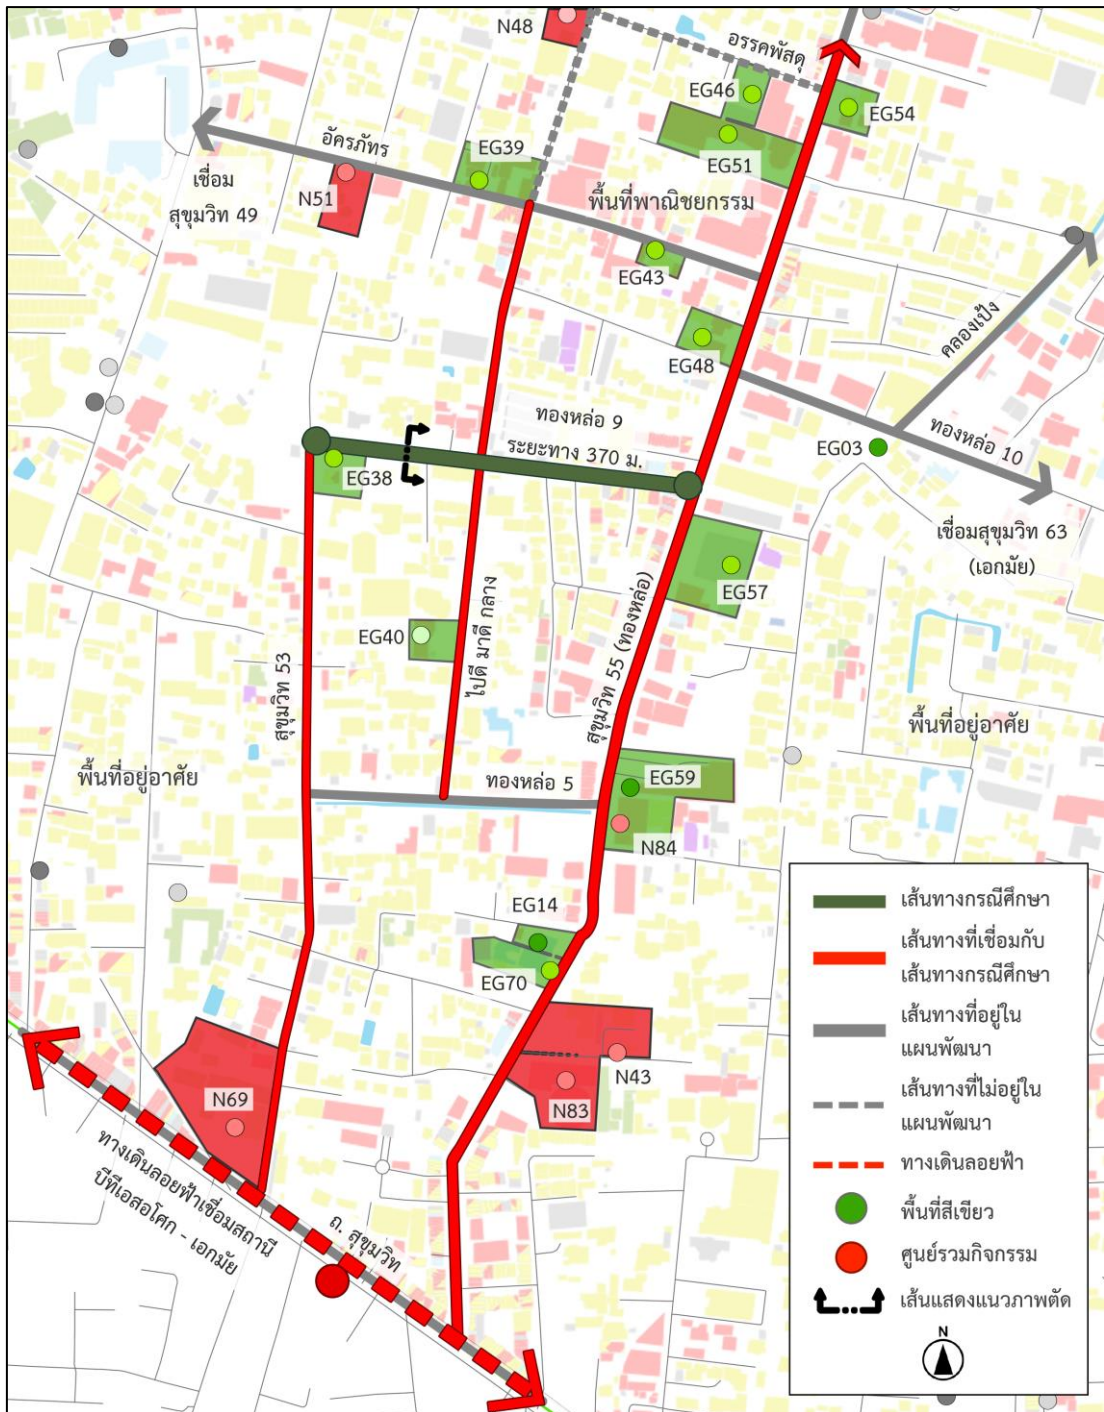 N48
อรรคพัสดุ
EG46
EG54
อัครภัทร
EG39
EG51
เชื่อม
สุขุมวิท 49
N51
พื้นที่พาณิชยกรรม
EG43
คลองเป้ง
EG48
ทองหล่อ 9
ระยะทาง 370 ม.
EG03
ทองหล่อ 10
EG38
เชื่อมสุขุมวิท 63
(เอกมัย)
EG57
EG40
ไปดี มาดี กลาง
สุขุมวิท 55 (ทองหล่อ)
สุขุมวิท 53
พื้นที่อยู่อาศัย
พื้นที่อยู่อาศัย
ทองหล่อ 5
EG59
N84
EG14
EG70
N43
N83
N69
ทางเดินลอยฟ้าเชื่อมสถานี
บีทีเอสอโศก - เอกมัย
ถ. สุขุมวิท
เส้นทางกรณีศึกษา
เส้นทางที่เชื่อมกับ
เส้นทางกรณีศึกษา
เส้นทางที่อยู่ใน
แผนพัฒนา
เส้นทางที่ไม่อยู่ใน
แผนพัฒนา
ทางเดินลอยฟ้า
พื้นที่สีเขียว
ศูนย์รวมกิจกรรม
เส้นแสดงแนวภาพตัด
N